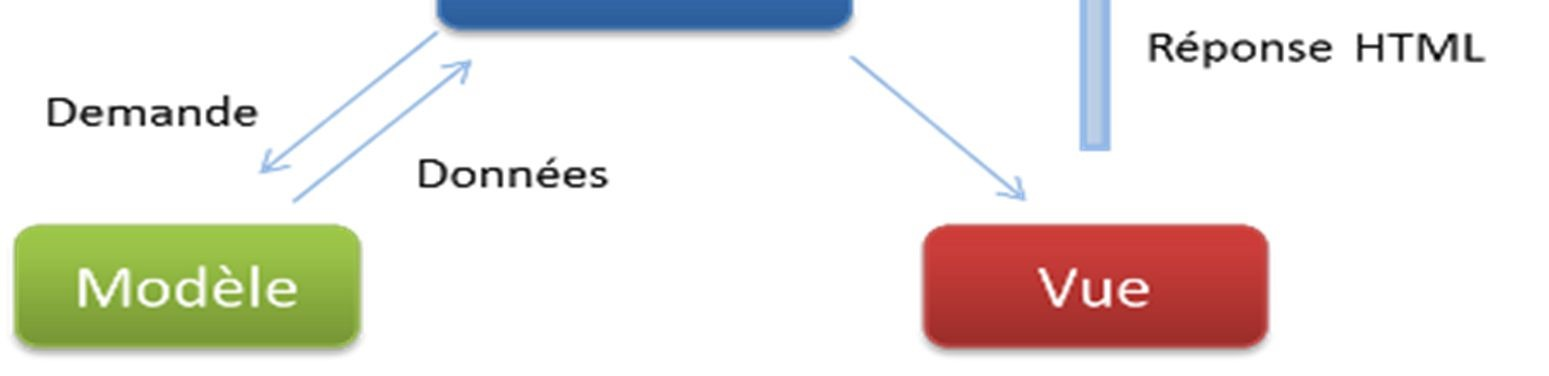 Réponse HTML
Demande
Données
Modèle
Vue